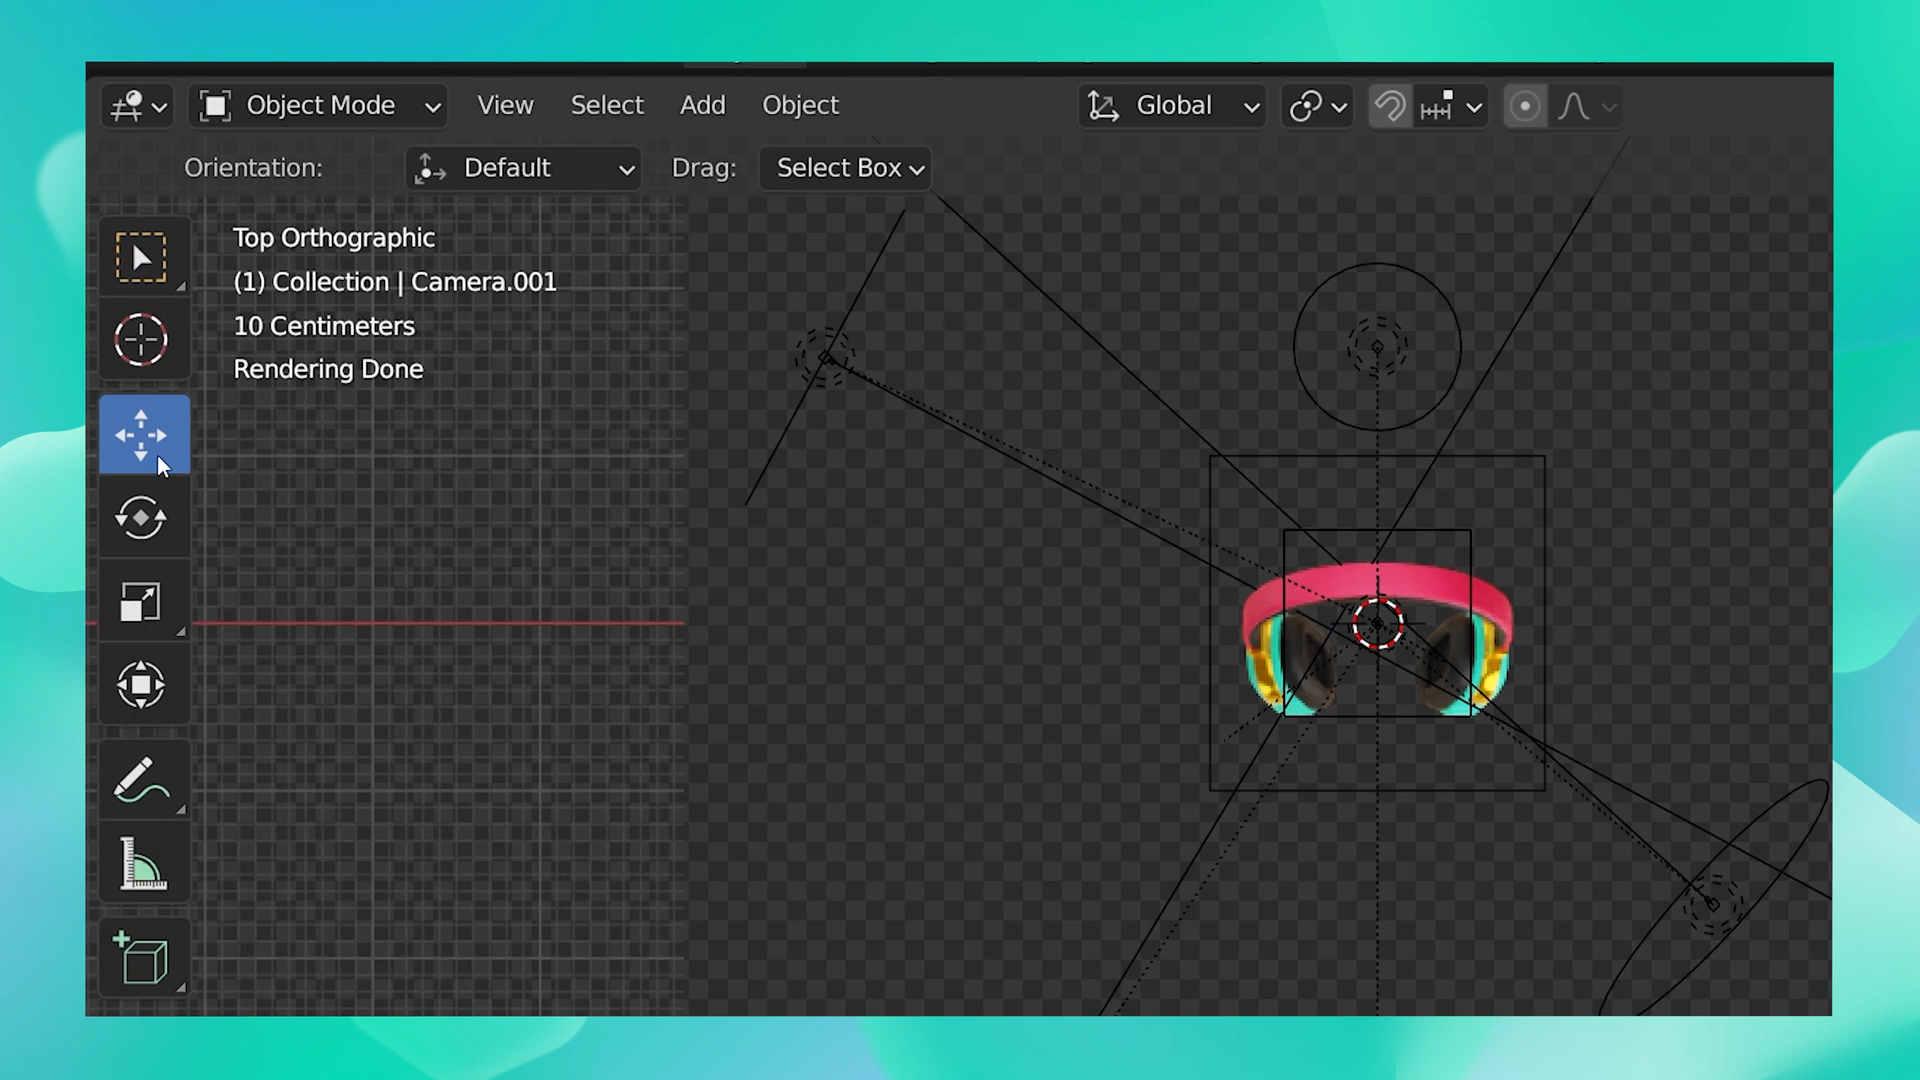 Object Mode View Select Add Object Global
Orientation: Default Drag: Select Box
Top Orthographic
(1) Collection | Camera.001
10 Centimeters
Rendering Done